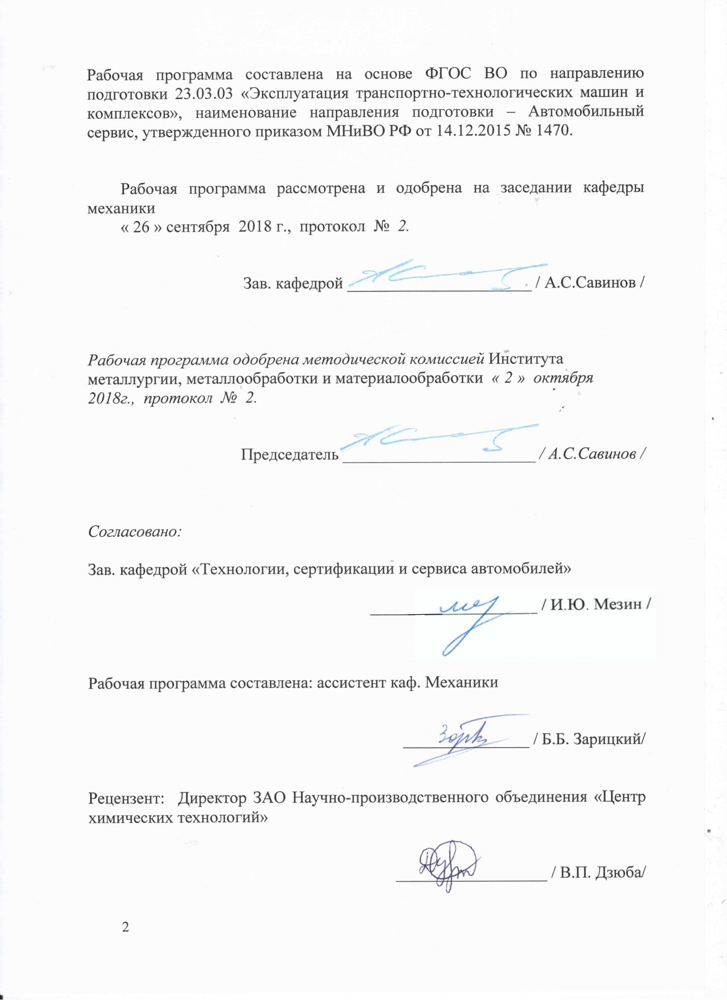 Рабочая программа составлена на основе ФГОС ВО по направлению
подготовки 23.03.03 «Эксплуатация транспортно-технологических машин и
комплексов», наименование направления подготовки – Автомобильный
сервис, утвержденного приказом МНиВО РФ от 14.12.2015 № 1470.
Рабочая программа рассмотрена и одобрена на заседании кафедры
механики
« 26 » сентября 2018 г., протокол № 2.
Зав. кафедрой ______________________ / А.С.Савинов /
Рабочая программа одобрена методической комиссией Института
металлургии, металлообработки и материалообработки « 2 » октября
2018г., протокол № 2.
Председатель _______________________ / А.С.Савинов /
Согласовано:
Зав. кафедрой «Технологии, сертификации и сервиса автомобилей»
____________________ / И.Ю. Мезин /
Рабочая программа составлена: ассистент каф. Механики
_______________ / Б.Б. Зарицкий/
Рецензент: Директор ЗАО Научно-производственного объединения «Центр
химических технологий»
__________________ / В.П. Дзюба/
2